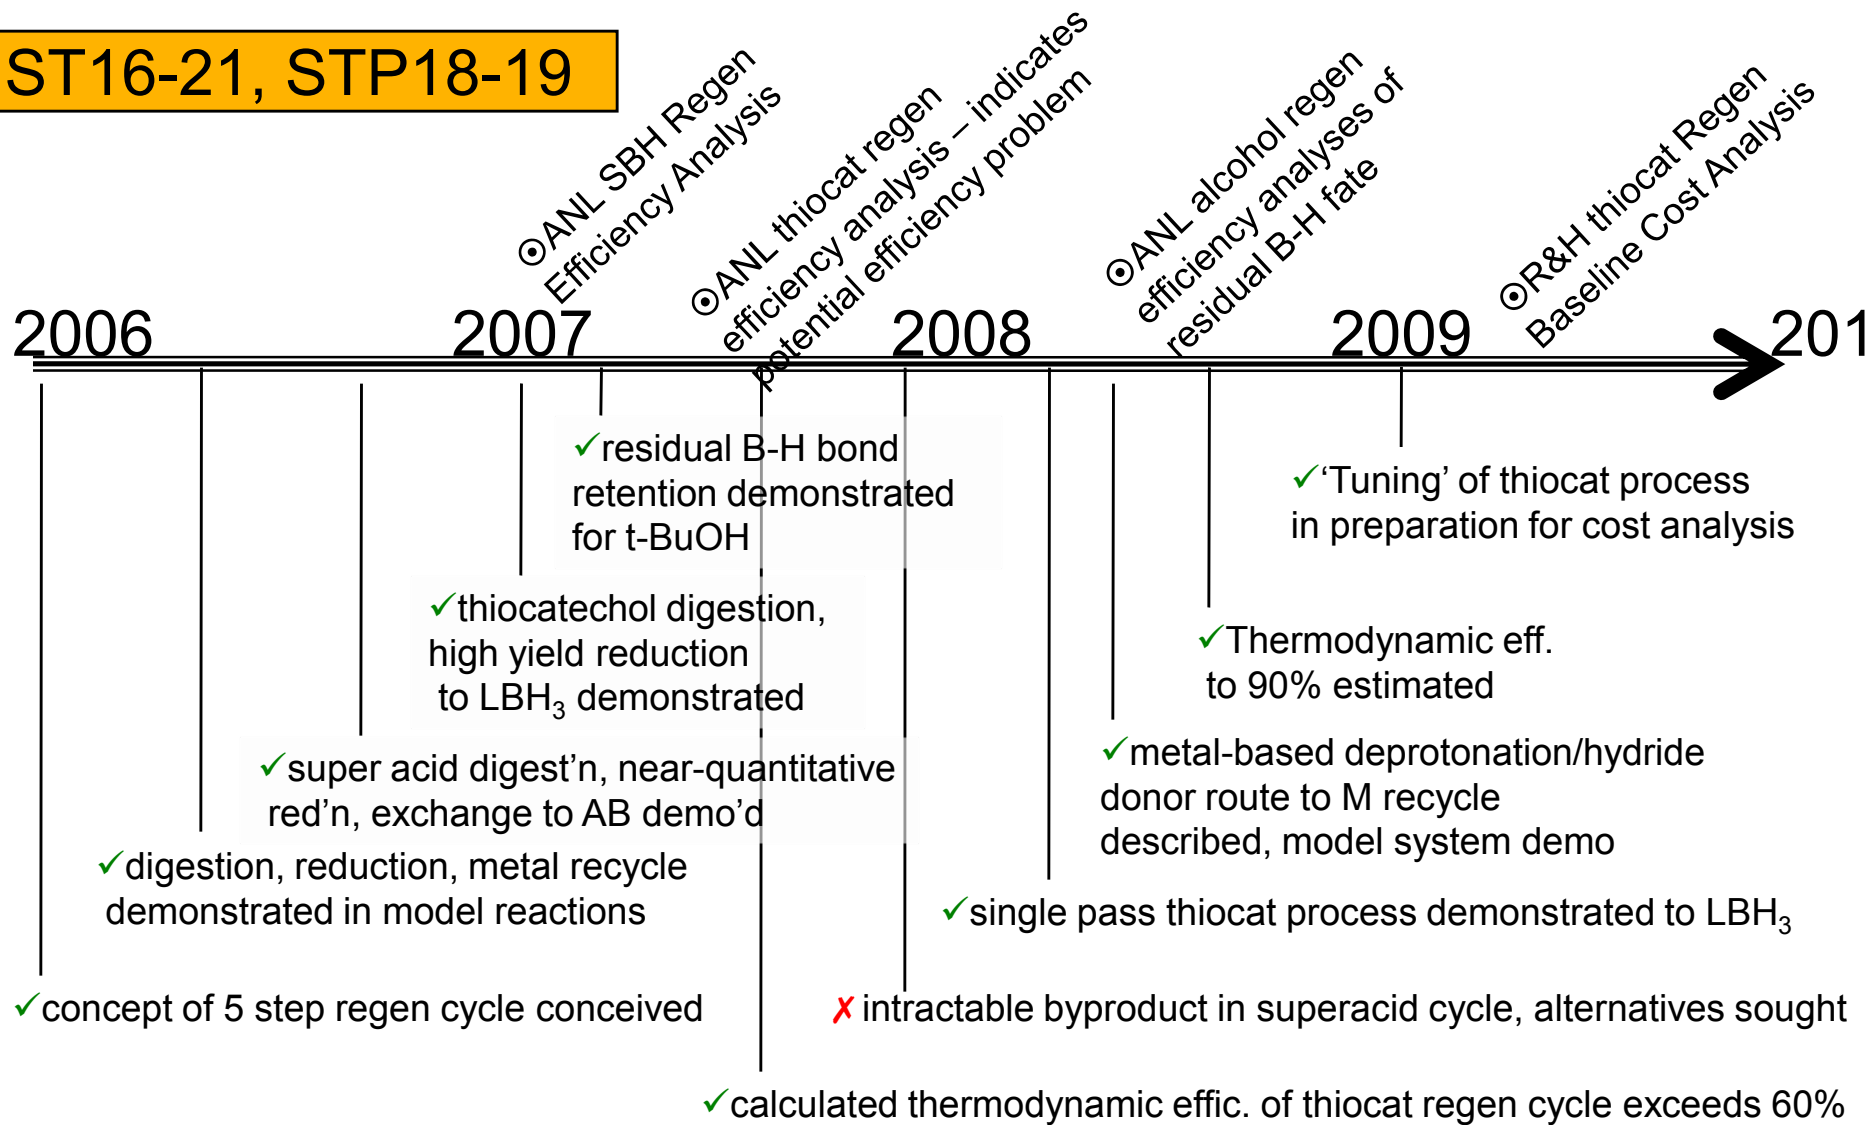 ST16-21, STP18-19
⊙ANL SBH Regen
Efficiency Analysis
⊙ANL thiocat regen
efficiency analysis – indicates
potential efficiency problem
⊙ANL alcohol regen
efficiency analyses of
residual B-H fate
⊙R&H thiocat Regen
Baseline Cost Analysis
2006
2007
2008
2009
201
✓residual B-H bond
retention demonstrated
for t-BuOH
✓‘Tuning’ of thiocat process
in preparation for cost analysis
✓thiocatechol digestion,
high yield reduction
to LBH₃ demonstrated
✓Thermodynamic eff.
to 90% estimated
✓super acid digest’n, near-quantitative
red’n, exchange to AB demo’d
✓metal-based deprotonation/hydride
donor route to M recycle
described, model system demo
✓digestion, reduction, metal recycle
demonstrated in model reactions
✓single pass thiocat process demonstrated to LBH₃
✓concept of 5 step regen cycle conceived
✗intractable byproduct in superacid cycle, alternatives sought
✓calculated thermodynamic effic. of thiocat regen cycle exceeds 60%